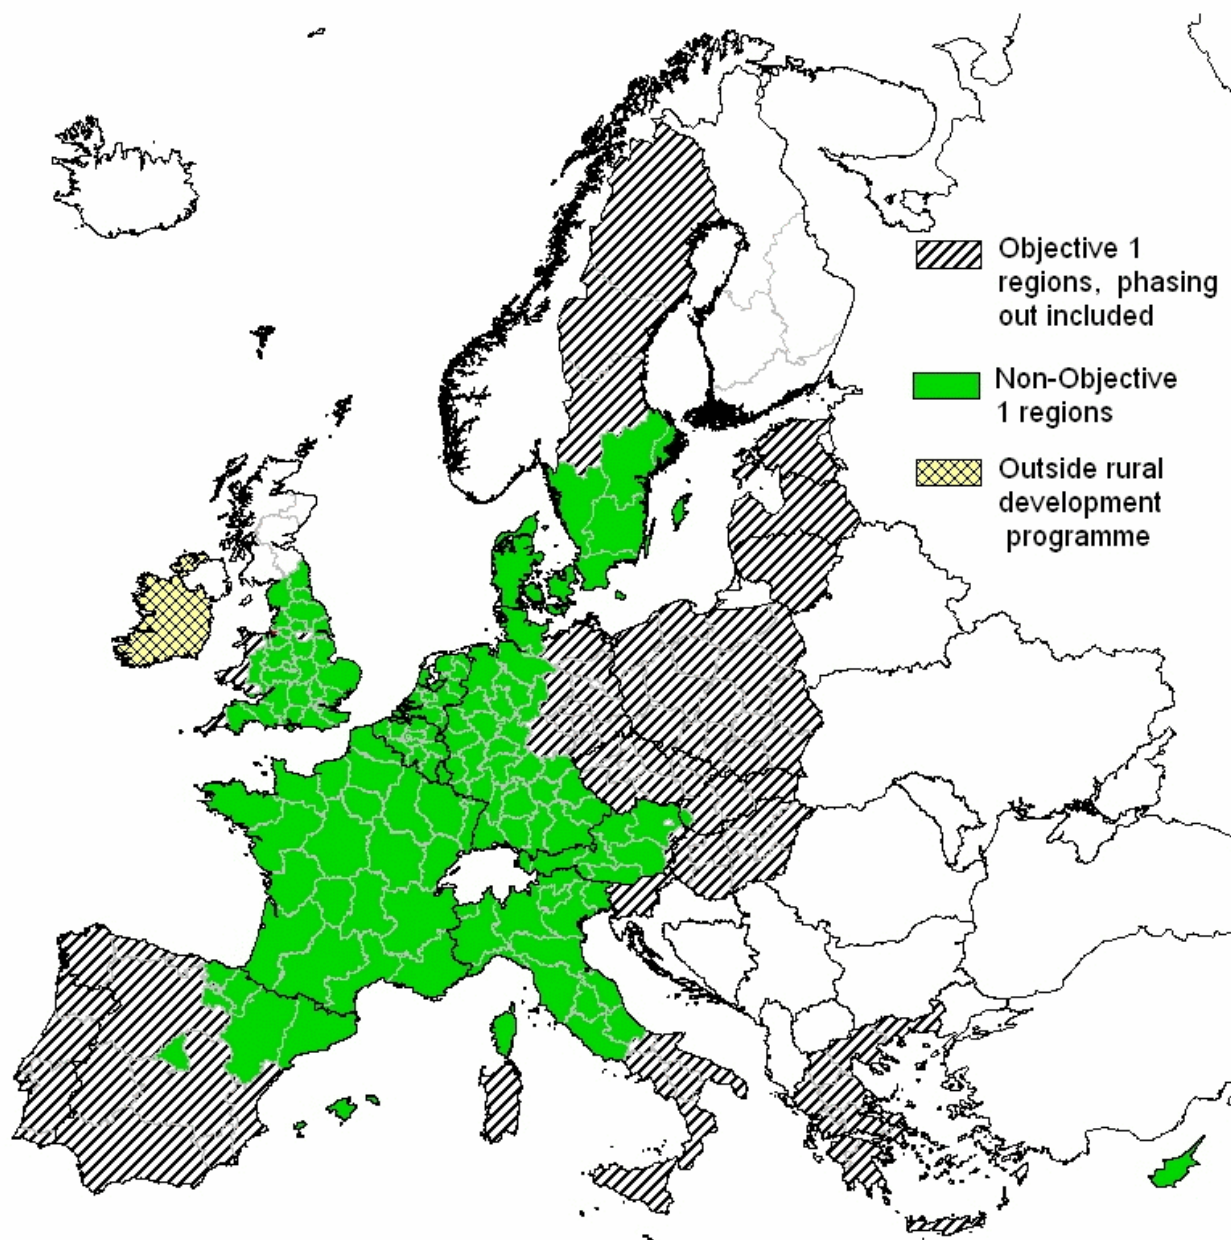 Objective 1
regions, phasing
out included
Non-Objective
1 regions
Outside rural
development
programme